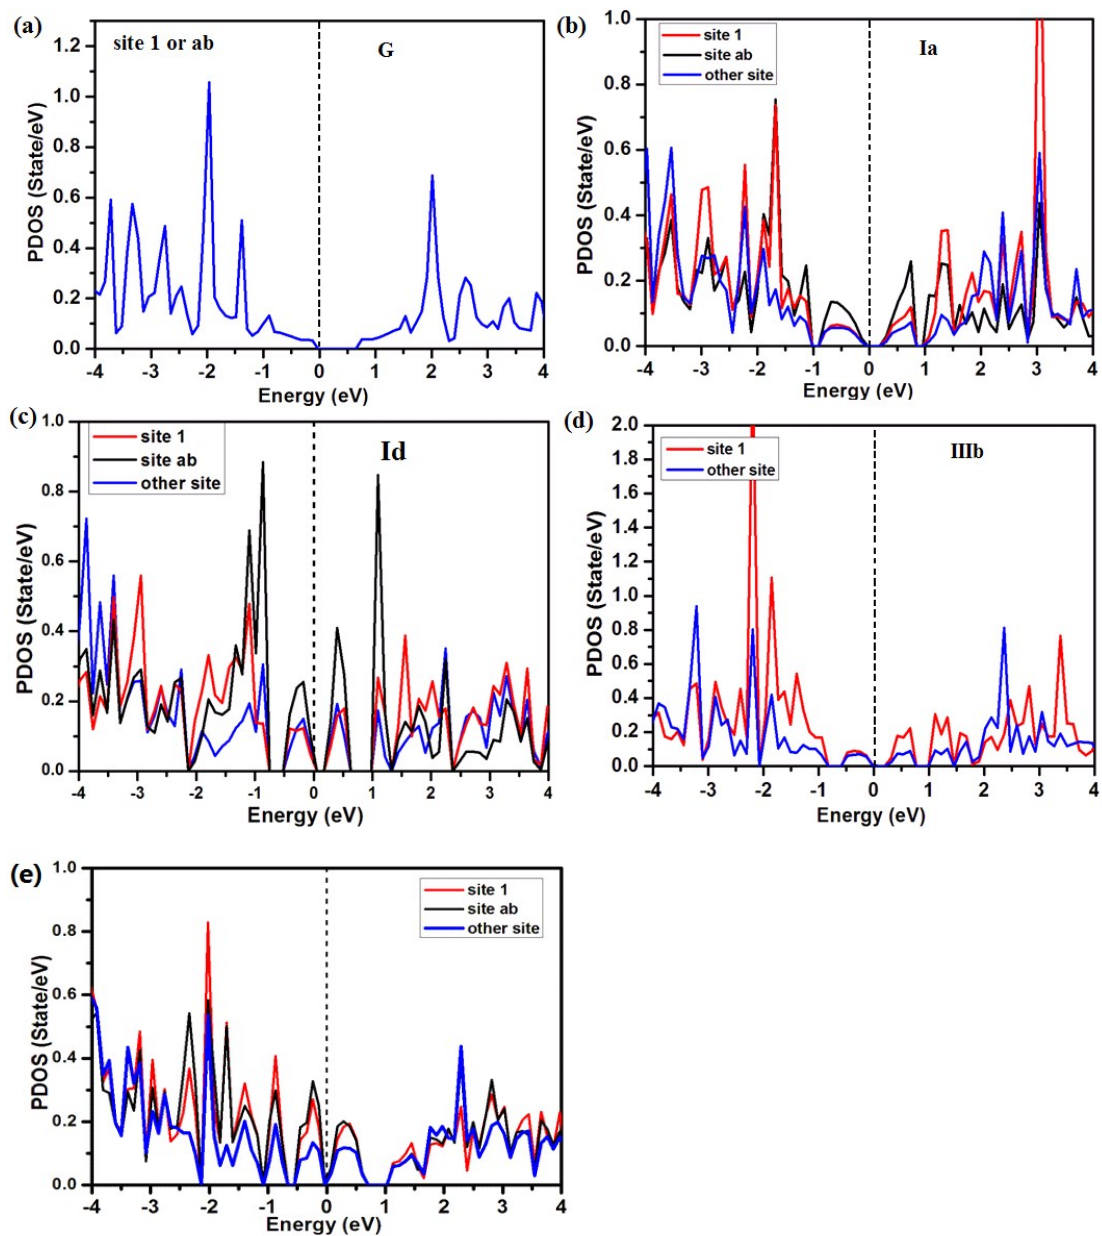 (a)
site 1 or ab
G
PDOS (State/eV)
1.2
1.0
0.8
0.6
0.4
0.2
0.0
-4 -3 -2 -1 0 1 2 3 4
Energy (eV)
(b)
site 1
site ab
other site
Ia
PDOS (State/eV)
1.0
0.8
0.6
0.4
0.2
0.0
-4 -3 -2 -1 0 1 2 3 4
Energy (eV)
(c)
site 1
site ab
other site
Id
PDOS (State/eV)
1.0
0.8
0.6
0.4
0.2
0.0
-4 -3 -2 -1 0 1 2 3 4
Energy (eV)
(d)
site 1
other site
IIIb
PDOS (State/eV)
2.0
1.8
1.6
1.4
1.2
1.0
0.8
0.6
0.4
0.2
0.0
-4 -3 -2 -1 0 1 2 3 4
Energy (eV)
(e)
site 1
site ab
other site
PDOS (State/eV)
1.0
0.8
0.6
0.4
0.2
0.0
-4 -3 -2 -1 0 1 2 3 4
Energy (eV)